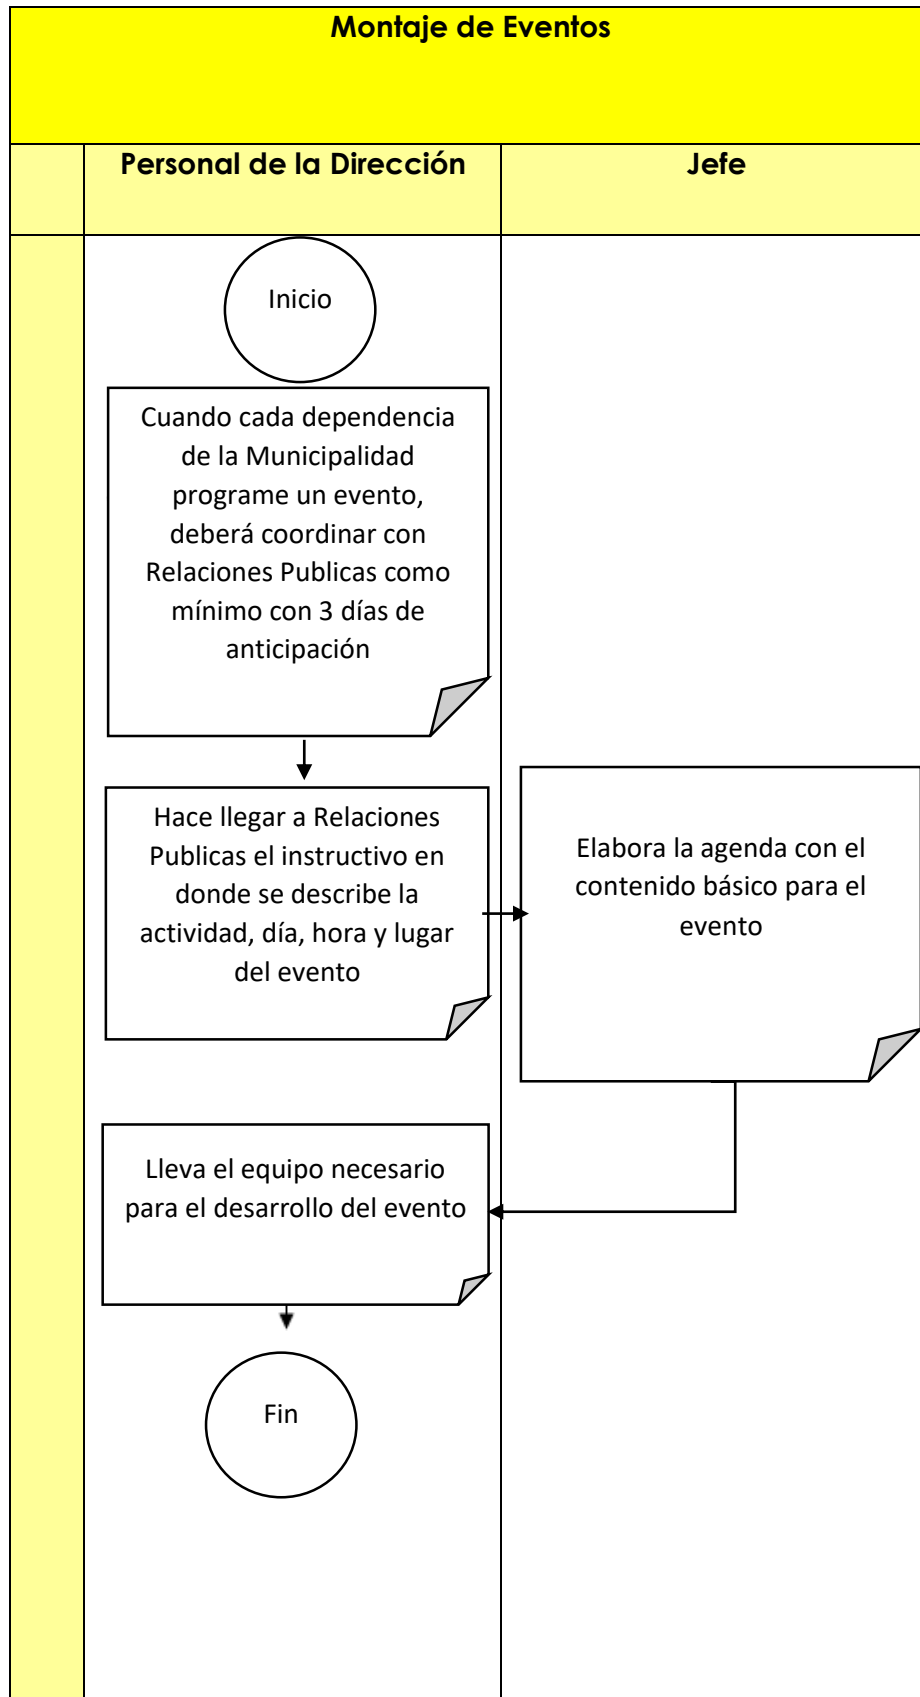 Montaje de Eventos
Personal de la Dirección
Jefe
Inicio
Cuando cada dependencia
de la Municipalidad
programe un evento,
deberá coordinar con
Relaciones Publicas como
mínimo con 3 días de
anticipación
Hace llegar a Relaciones
Publicas el instructivo en
donde se describe la
actividad, día, hora y lugar
del evento
Elabora la agenda con el
contenido básico para el
evento
Lleva el equipo necesario
para el desarrollo del evento
Fin